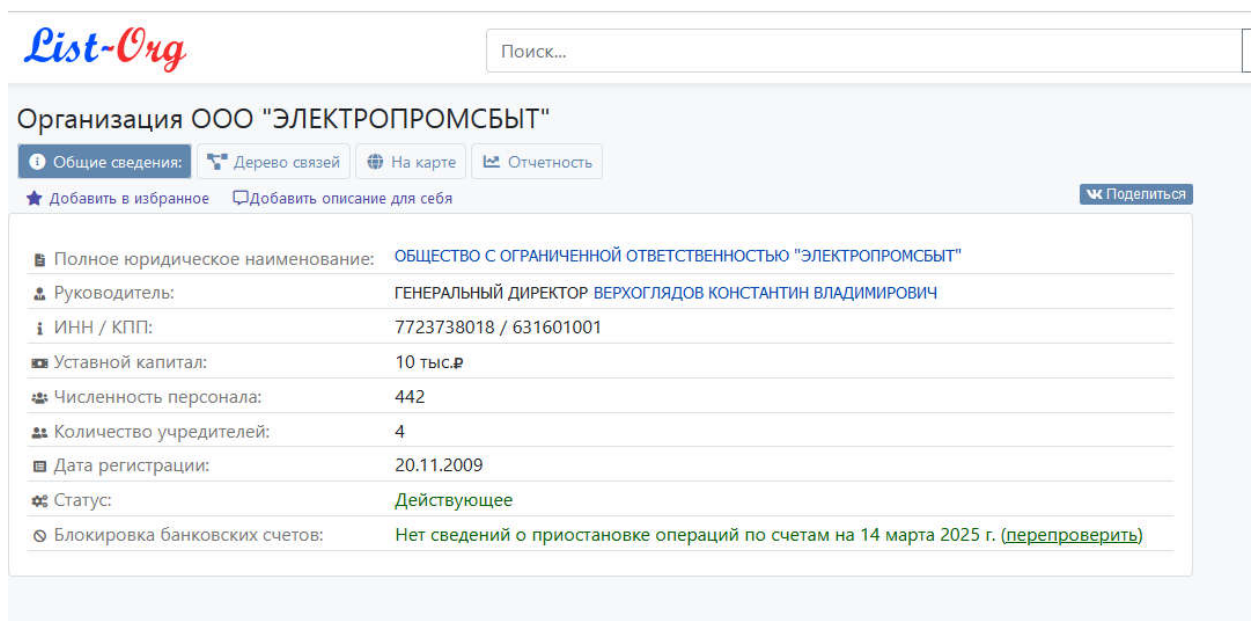 List-Org
Поиск...
Организация ООО "ЭЛЕКТРОПРОМСБЫТ"
Общие сведения: Дерево связей На карте Отчетность
Добавить в избранное Добавить описание для себя Поделиться
Полное юридическое наименование: ОБЩЕСТВО С ОГРАНИЧЕННОЙ ОТВЕТСТВЕННОСТЬЮ "ЭЛЕКТРОПРОМСБЫТ"
Руководитель: ГЕНЕРАЛЬНЫЙ ДИРЕКТОР ВЕРХОГЛЯДОВ КОНСТАНТИН ВЛАДИМИРОВИЧ
ИНН / КПП: 7723738018 / 631601001
Уставной капитал: 10 тыс.₽
Численность персонала: 442
Количество учредителей: 4
Дата регистрации: 20.11.2009
Статус: Действующее
Блокировка банковских счетов: Нет сведений о приостановке операций по счетам на 14 марта 2025 г. (перепроверить)